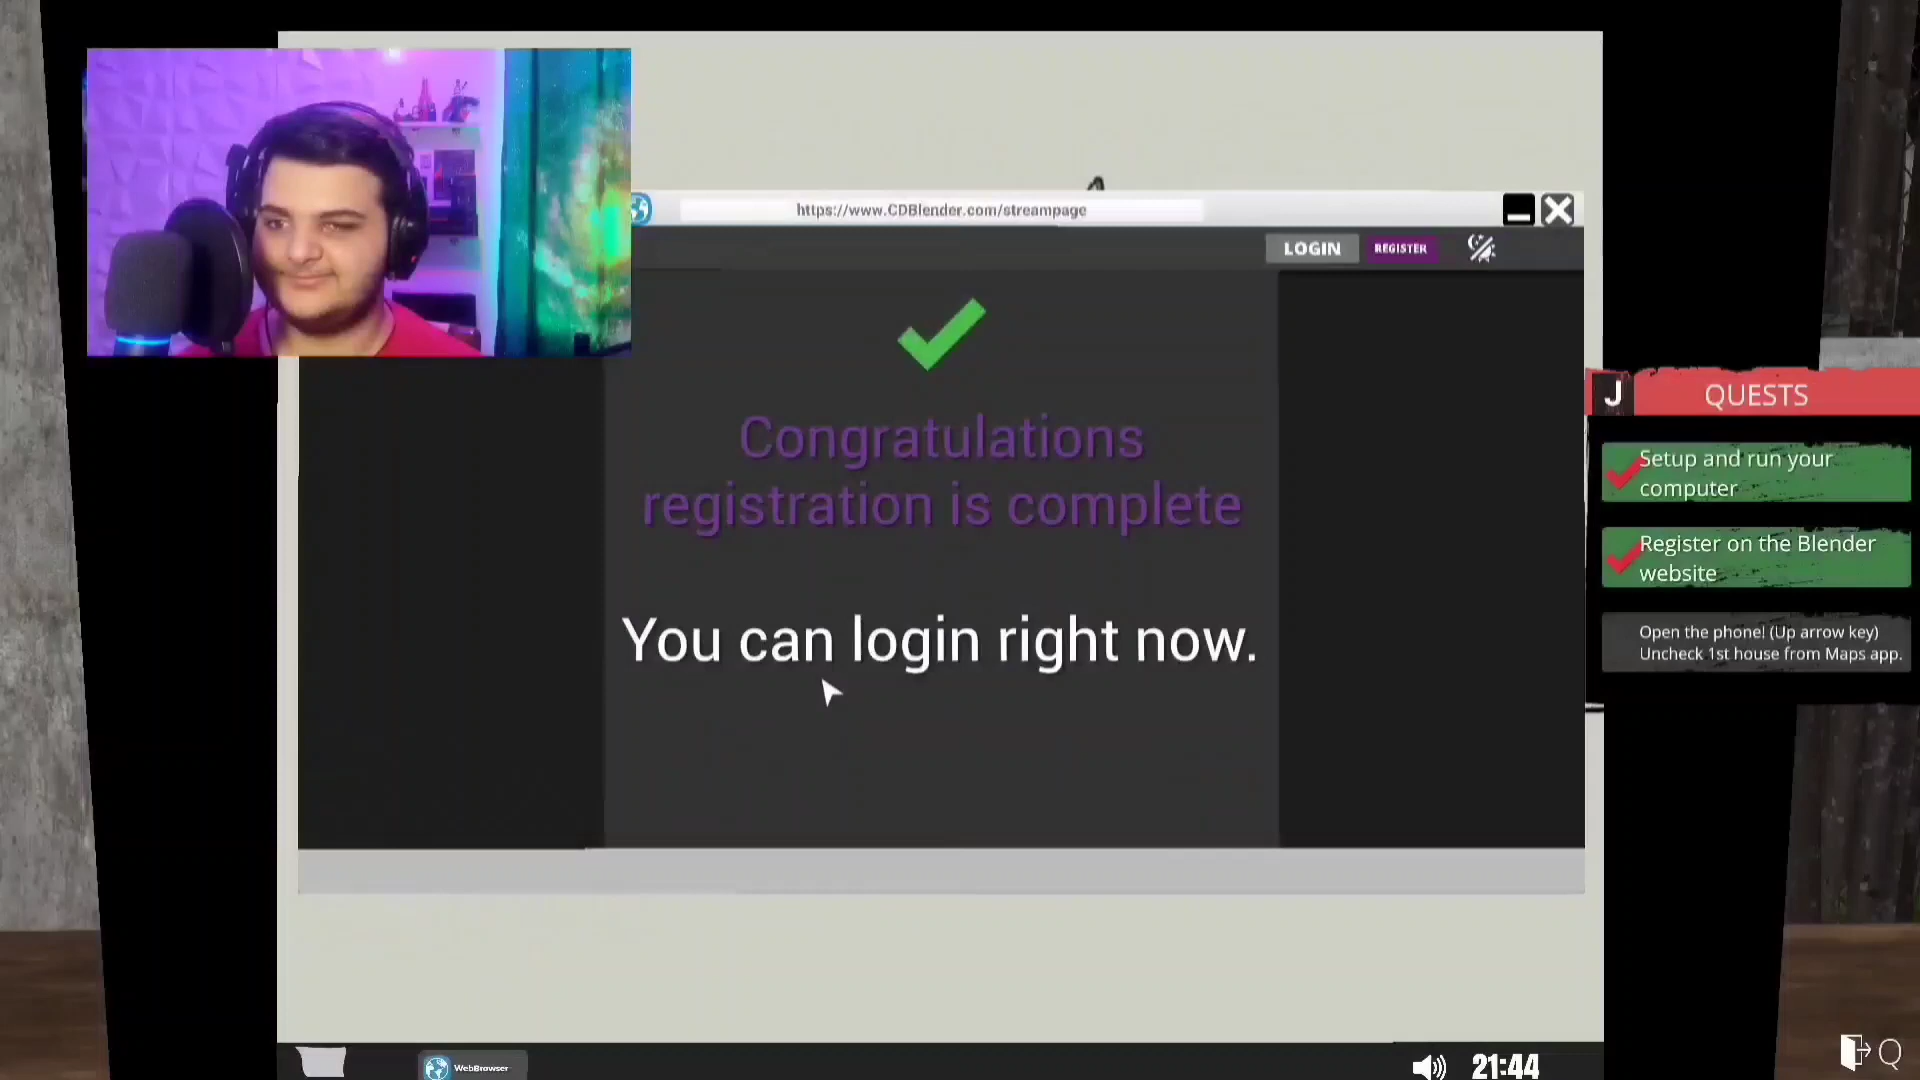 https://www.CDBlender.com/streampage
LOGIN
REGISTER
Congratulations
registration is complete
You can login right now.
J
QUESTS
Setup and run your
computer
Register on the Blender
website
Open the phone! (Up arrow key)
Uncheck 1st house from Maps app.
WebBrowser
21:44
Q